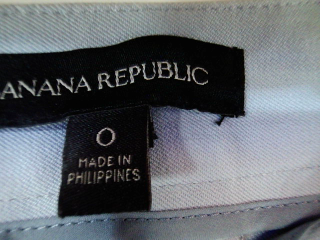 ANANA REPUBLIC
0
MADE IN
PHILIPPINES